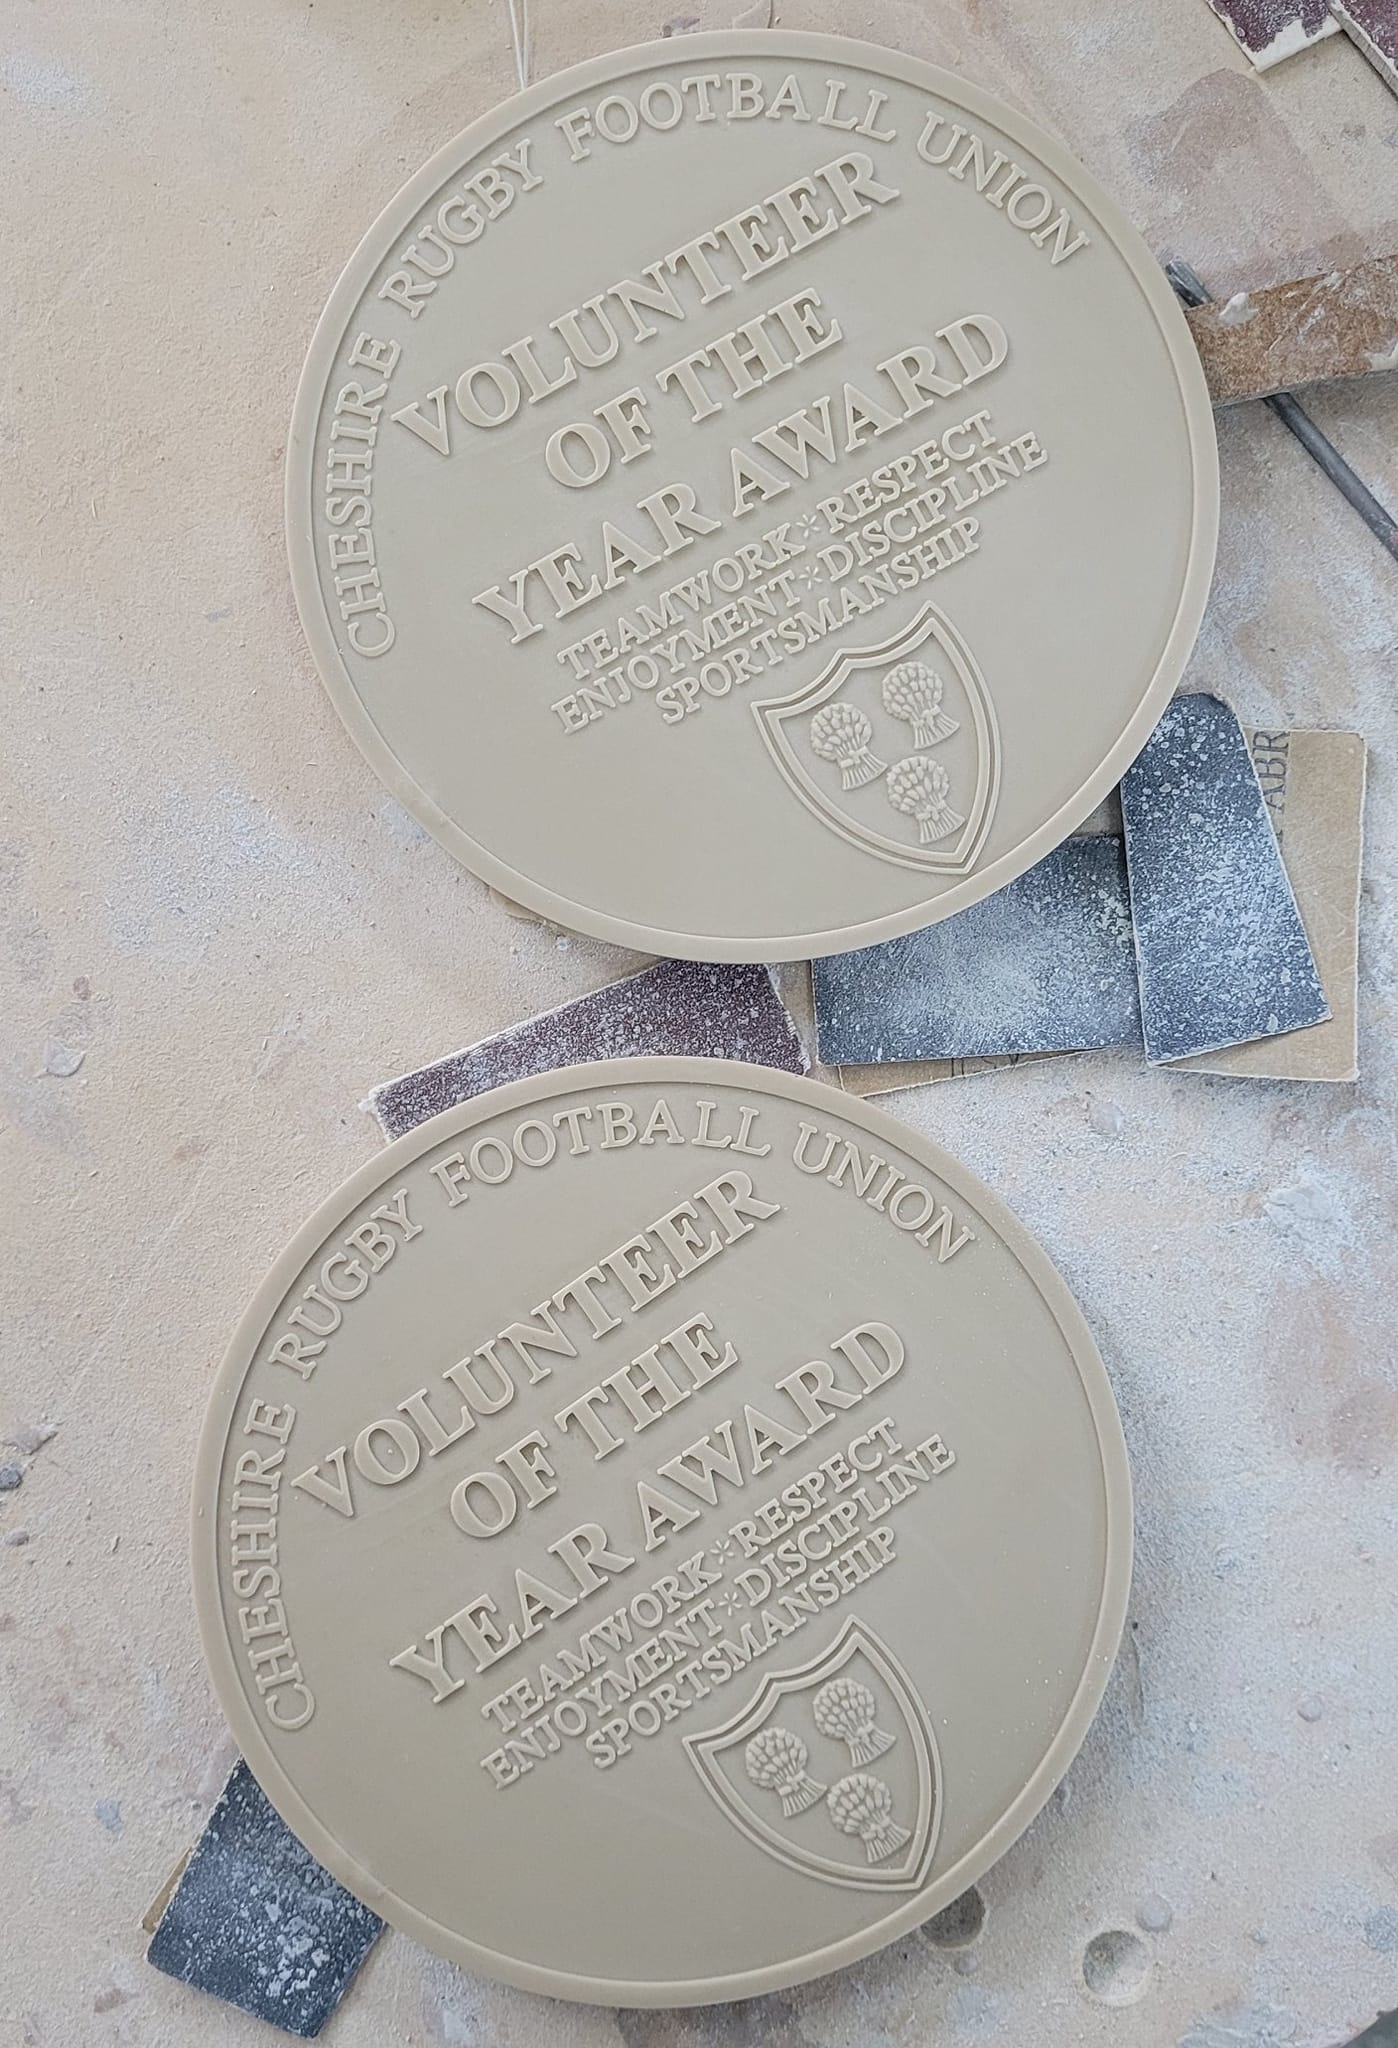 CHESHIRE RUGBY FOOTBALL UNION
VOLUNTEER
OF THE
YEAR AWARD
TEAMWORK*RESPECT
ENJOYMENT*DISCIPLINE
SPORTSMANSHIP
ABR
CHESHIRE RUGBY FOOTBALL UNION
VOLUNTEER
OF THE
YEAR AWARD
TEAMWORK*RESPECT
ENJOYMENT*DISCIPLINE
SPORTSMANSHIP